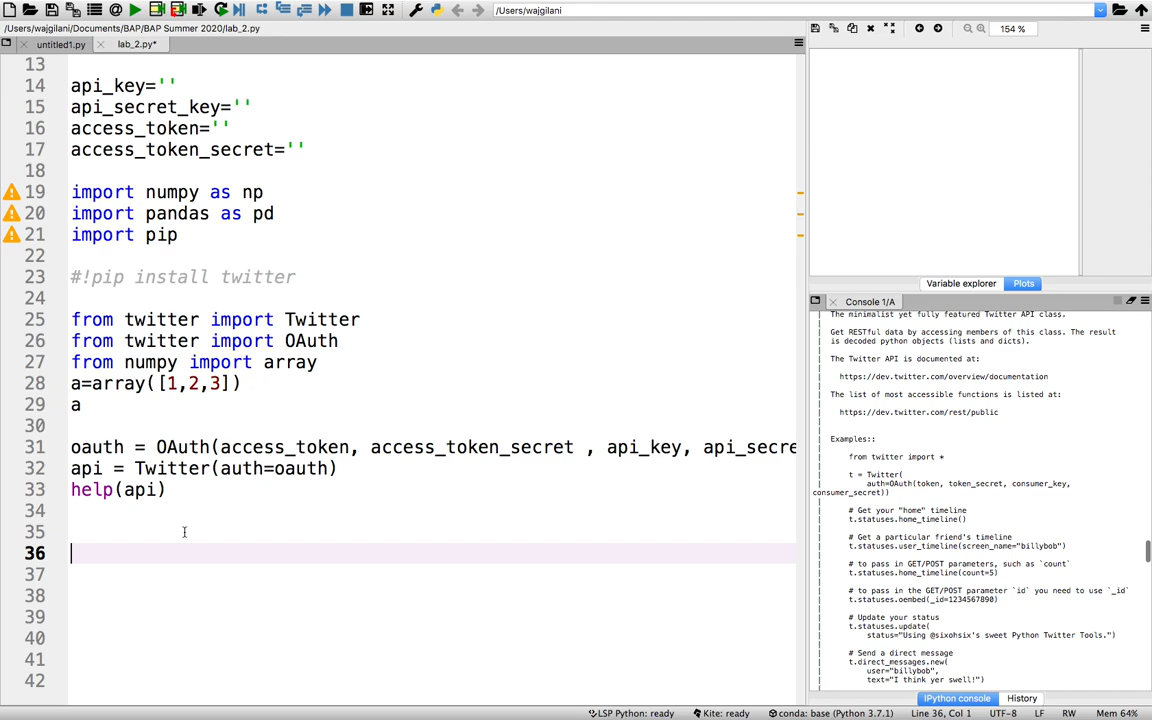 /Users/wajgilani
/Users/wajgilani/Documents/BAP/BAP Summer 2020/lab_2.py
untitled1.py
lab_2.py*
154 %
13
14 api_key=''
15 api_secret_key=''
16 access_token=''
17 access_token_secret=''
18
19 import numpy as np
20 import pandas as pd
21 import pip
22
23 #!pip install twitter
24
25 from twitter import Twitter
26 from twitter import OAuth
27 from numpy import array
28 a=array([1,2,3])
29 a
30
31 oauth = OAuth(access_token, access_token_secret , api_key, api_secre
32 api = Twitter(auth=oauth)
33 help(api)
34
35
36
37
38
39
40
41
42
Variable explorer Plots
Console 1/A
The minimalist yet fully featured Twitter API class.
Get RESTful data by accessing members of this class. The result
is decoded python objects (lists and dicts).
The Twitter API is documented at:
https://dev.twitter.com/overview/documentation
The list of most accessible functions is listed at:
https://dev.twitter.com/rest/public
Examples::
from twitter import *
t = Twitter(
auth=OAuth(token, token_secret, consumer_key,
consumer_secret))
# Get your "home" timeline
t.statuses.home_timeline()
# Get a particular friend's timeline
t.statuses.user_timeline(screen_name="billybob")
# to pass in GET/POST parameters, such as `count`
t.statuses.home_timeline(count=5)
# to pass in the GET/POST parameter `id` you need to use `_id`
t.statuses.oembed(_id=1234567890)
# Update your status
t.statuses.update(
status="Using @sixohsix's sweet Python Twitter Tools.")
# Send a direct message
t.direct_messages.new(
user="billybob",
text="I think yer swell!")
IPython console History
LSP Python: ready Kite: ready conda: base (Python 3.7.1) Line 36, Col 1 UTF-8 LF RW Mem 64%